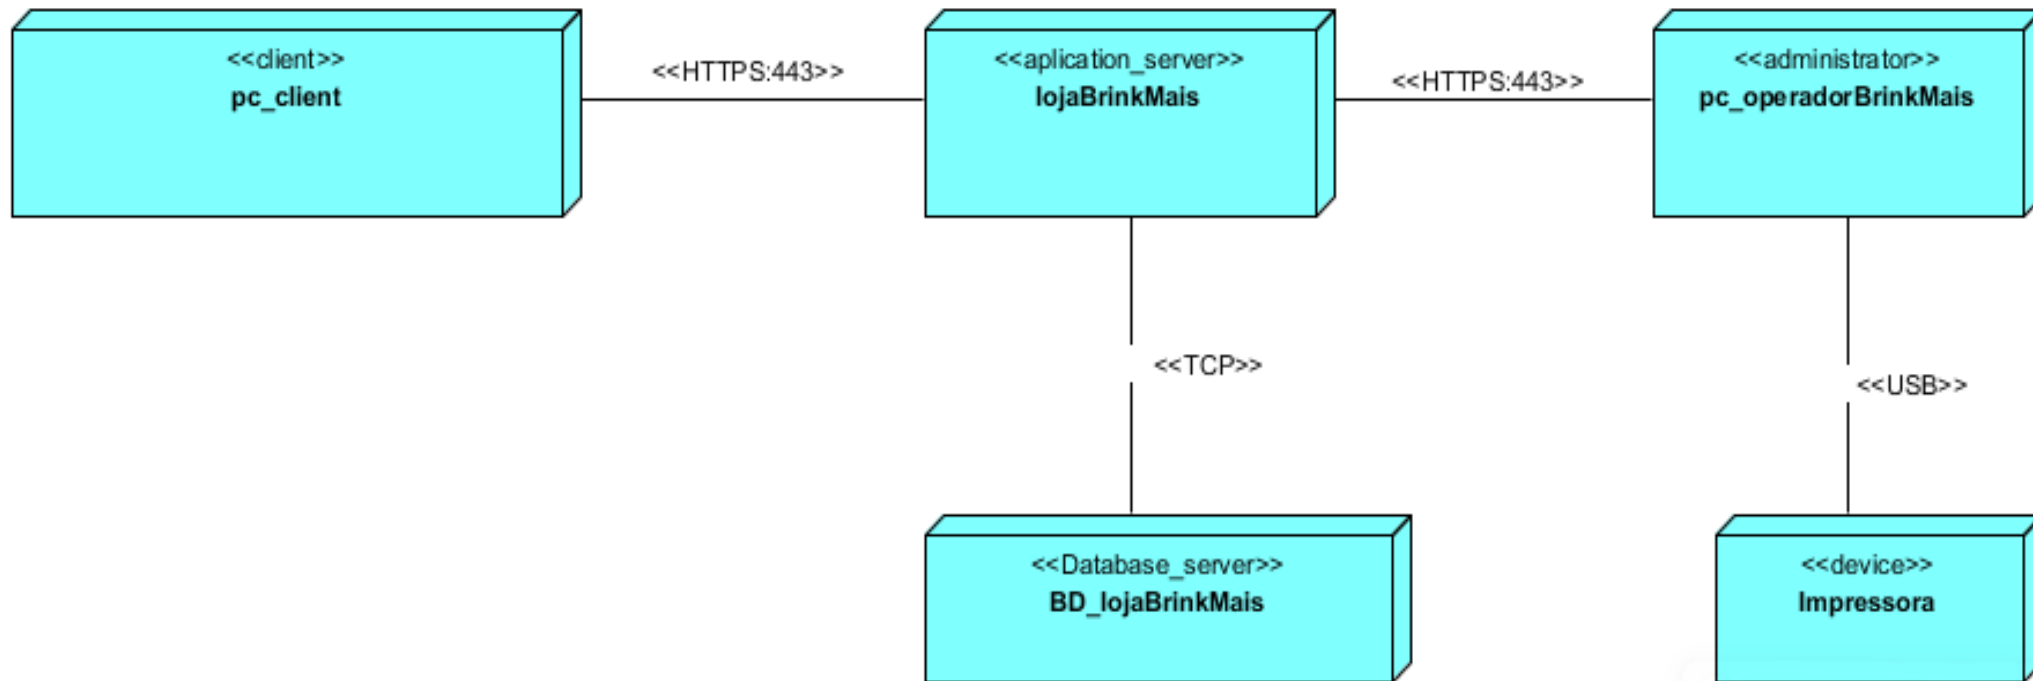 <<client>>
pc_client
<<HTTPS:443>>
<<aplication_server>>
lojaBrinkMais
<<HTTPS:443>>
<<administrator>>
pc_operadorBrinkMais
<<TCP>>
<<USB>>
<<Database_server>>
BD_lojaBrinkMais
<<device>>
Impressora